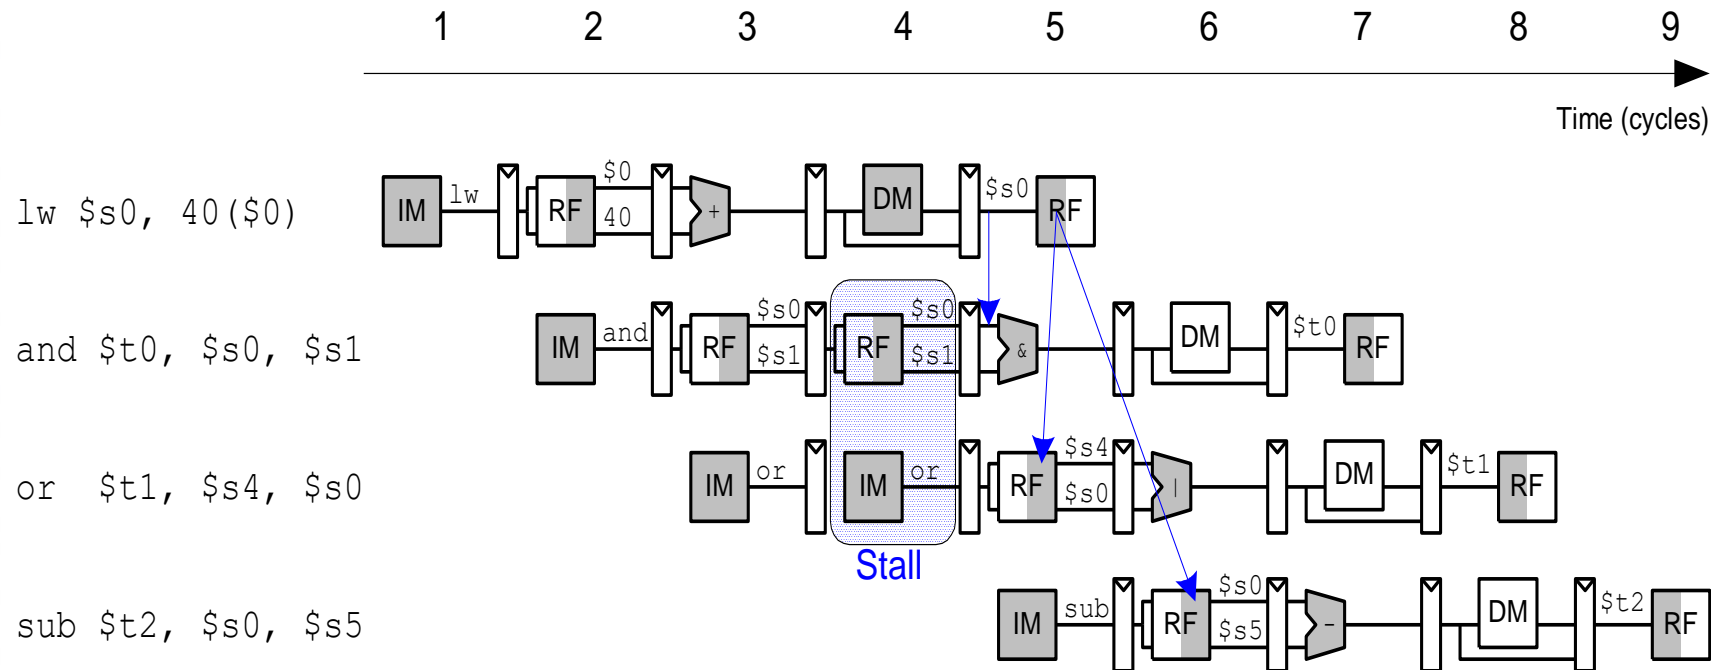 1 2 3 4 5 6 7 8 9
Time (cycles)
lw $s0, 40($0) IM lw RF $0 40 + DM $s0 RF
and $t0, $s0, $s1 IM and RF $s0 $s1 RF $s0 $s1 & DM $t0 RF
or $t1, $s4, $s0 IM or IM or RF $s4 $s0 | DM $t1 RF
Stall
sub $t2, $s0, $s5 IM sub RF $s0 $s5 - DM $t2 RF